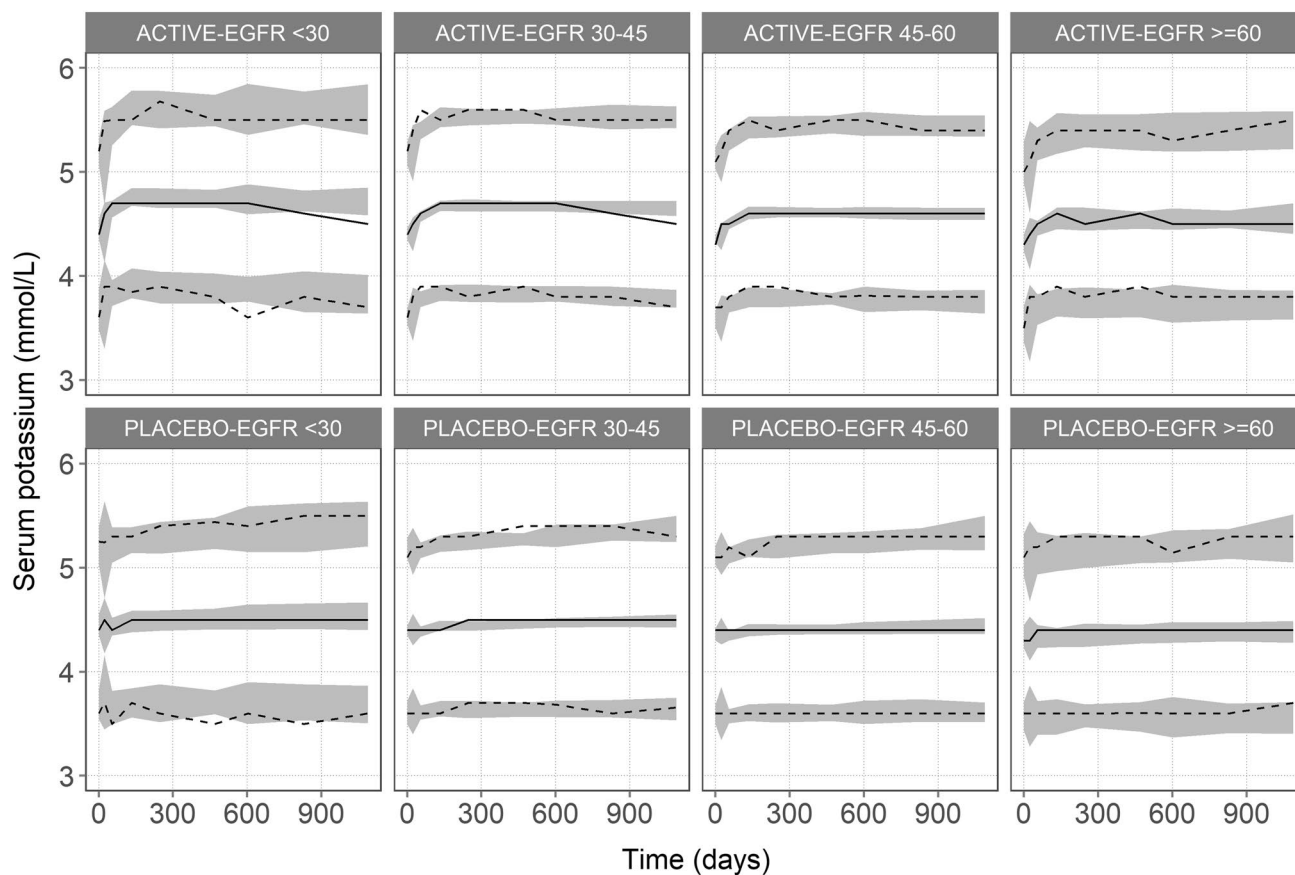 ACTIVE-EGFR <30 ACTIVE-EGFR 30-45 ACTIVE-EGFR 45-60 ACTIVE-EGFR >=60
6
5
4
3
PLACEBO-EGFR <30 PLACEBO-EGFR 30-45 PLACEBO-EGFR 45-60 PLACEBO-EGFR >=60
6
5
4
3
0 300 600 900 0 300 600 900 0 300 600 900 0 300 600 900
Time (days)
Serum potassium (mmol/L)